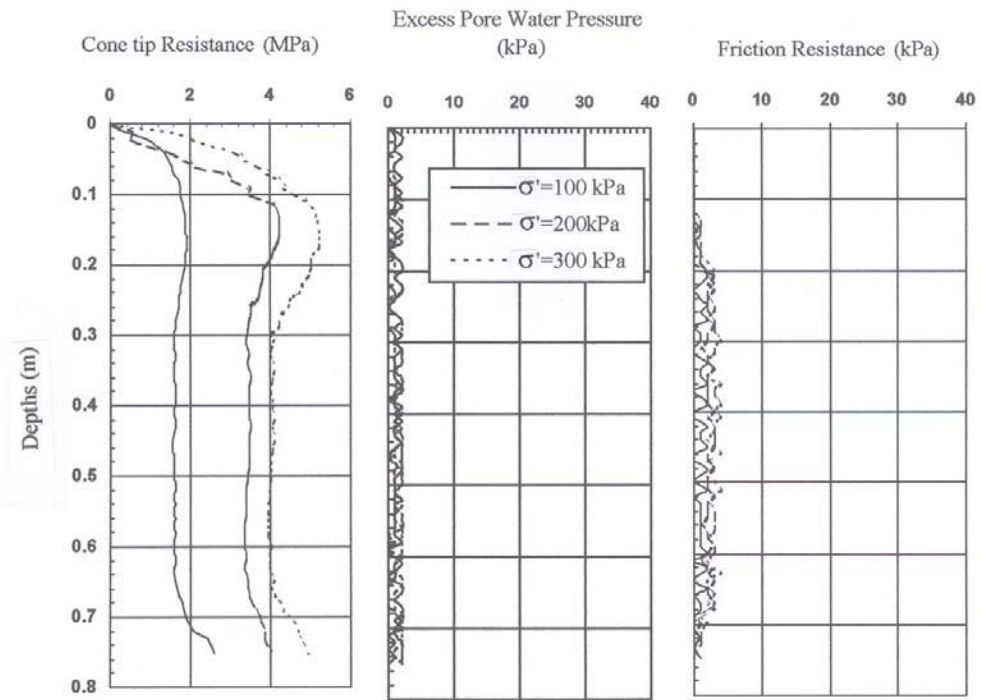 Excess Pore Water Pressure
(kPa)
Cone tip Resistance (MPa)
Friction Resistance (kPa)
0 2 4 6
0 10 20 30 40
0 10 20 30 40
0
0.1
0.2
0.3
0.4
0.5
0.6
0.7
0.8
Depths (m)
σ'=100 kPa
σ'=200kPa
σ'=300 kPa